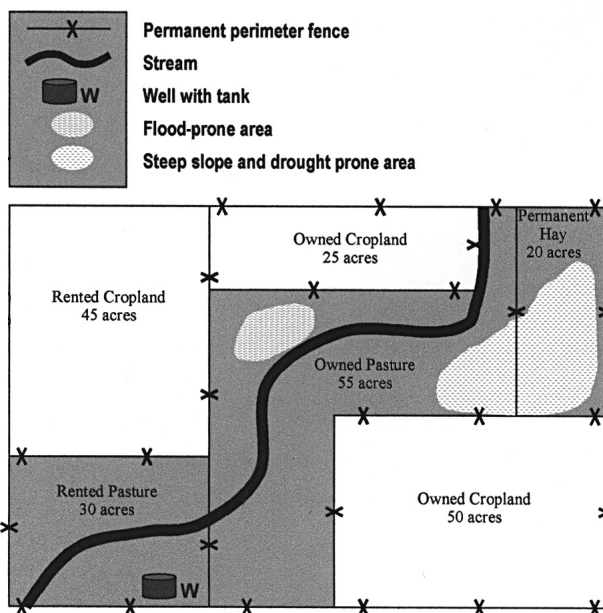 Permanent perimeter fence
Stream
W
Well with tank
Flood-prone area
Steep slope and drought prone area
Permanent
Hay
20 acres
Owned Cropland
25 acres
Rented Cropland
45 acres
Owned Pasture
55 acres
Rented Pasture
30 acres
Owned Cropland
50 acres
W